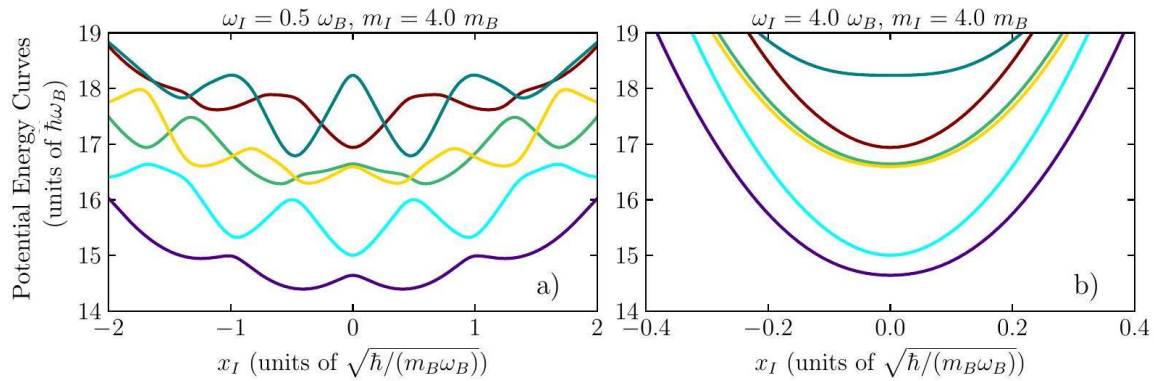 ω_I = 0.5 ω_B, m_I = 4.0 m_B
ω_I = 4.0 ω_B, m_I = 4.0 m_B
Potential Energy Curves
(units of ℏω_B)
19
18
17
16
15
14
a)
−2
−1
0
1
2
x_I (units of √ℏ/(m_Bω_B))
19
18
17
16
15
14
b)
−0.4
−0.2
0.0
0.2
0.4
x_I (units of √ℏ/(m_Bω_B))